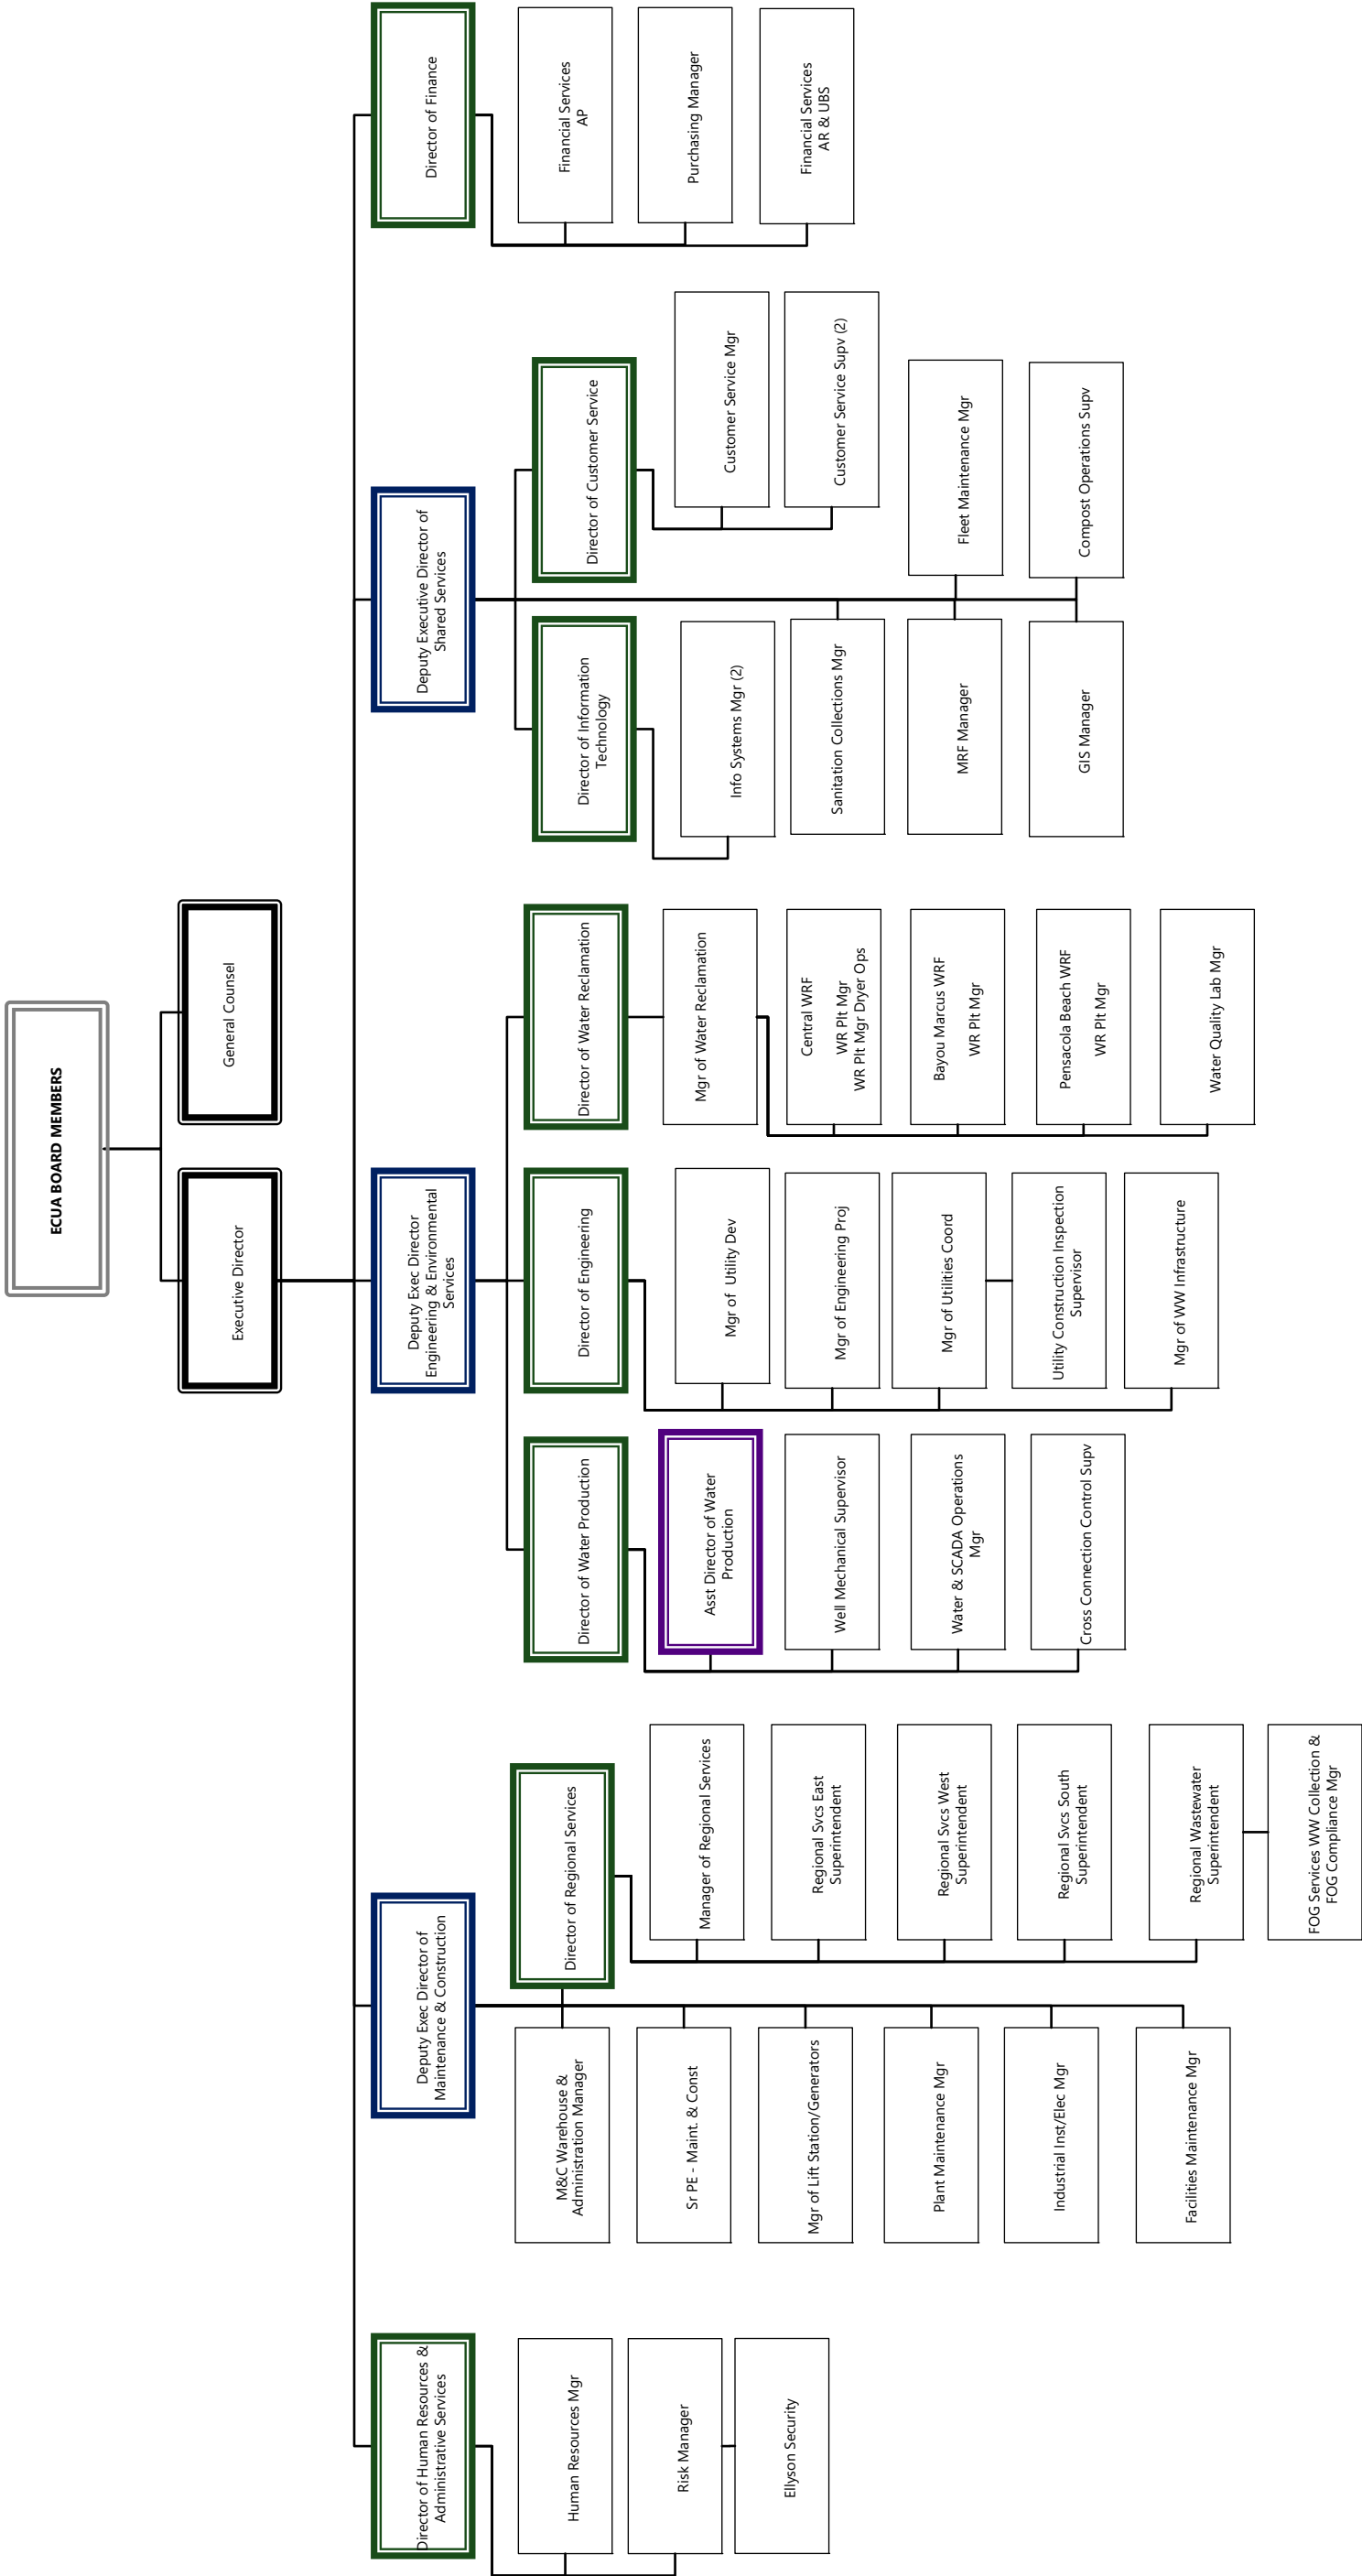 ECUA BOARD MEMBERS
Executive Director
General Counsel
Director of Human Resources &
Administrative Services
Human Resources Mgr
Risk Manager
Ellyson Security
Deputy Exec Director of
Maintenance & Construction
M&C Warehouse &
Administration Manager
Sr PE - Maint. & Const
Mgr of Lift Station/Generators
Plant Maintenance Mgr
Industrial Inst/Elec Mgr
Facilities Maintenance Mgr
Director of Regional Services
Manager of Regional Services
Regional Svcs East
Superintendent
Regional Svcs West
Superintendent
Regional Svcs South
Superintendent
Regional Wastewater
Superintendent
FOG Services WW Collection &
FOG Compliance Mgr
Deputy Exec Director
Engineering & Environmental
Services
Director of Water Production
Asst Director of Water
Production
Well Mechanical Supervisor
Water & SCADA Operations
Mgr
Cross Connection Control Supv
Director of Engineering
Mgr of Utility Dev
Mgr of Engineering Proj
Mgr of Utilities Coord
Utility Construction Inspection
Supervisor
Mgr of WW Infrastructure
Director of Water Reclamation
Mgr of Water Reclamation
Central WRF
WR Plt Mgr
WR Plt Mgr Dryer Ops
Bayou Marcus WRF
WR Plt Mgr
Pensacola Beach WRF
WR Plt Mgr
Water Quality Lab Mgr
Deputy Executive Director of
Shared Services
Director of Information
Technology
Info Systems Mgr (2)
Sanitation Collections Mgr
MRF Manager
GIS Manager
Director of Customer Service
Customer Service Mgr
Customer Service Supv (2)
Fleet Maintenance Mgr
Compost Operations Supv
Director of Finance
Financial Services
AP
Purchasing Manager
Financial Services
AR & UBS